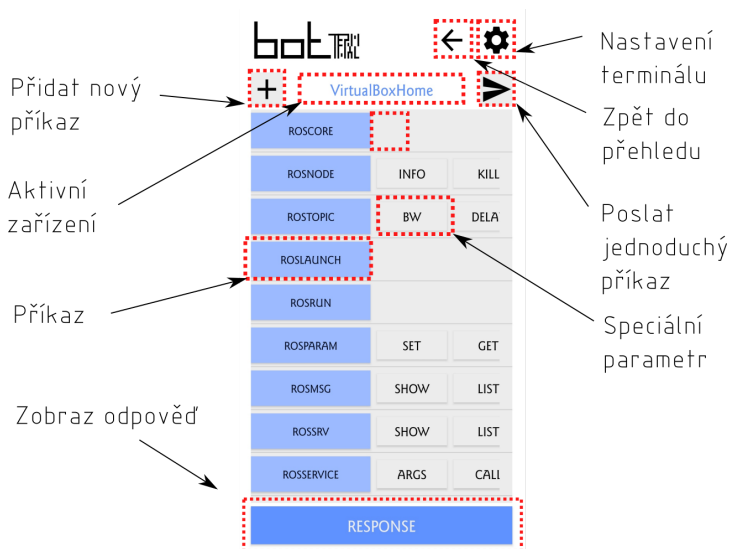 bot TERMINAL
Nastavení
terminálu
Přidat nový
příkaz
VirtualBoxHome
Zpět do
přehledu
ROSCORE
Aktivní
zařízení
ROSNODE INFO KILL
ROSTOPIC BW DELA
Poslat
jednoduchý
příkaz
ROSLAUNCH
Příkaz
ROSRUN
Speciální
parametr
ROSPARAM SET GET
ROSMSG SHOW LIST
Zobraz odpověď
ROSSRV SHOW LIST
ROSSERVICE ARGS CALL
RESPONSE